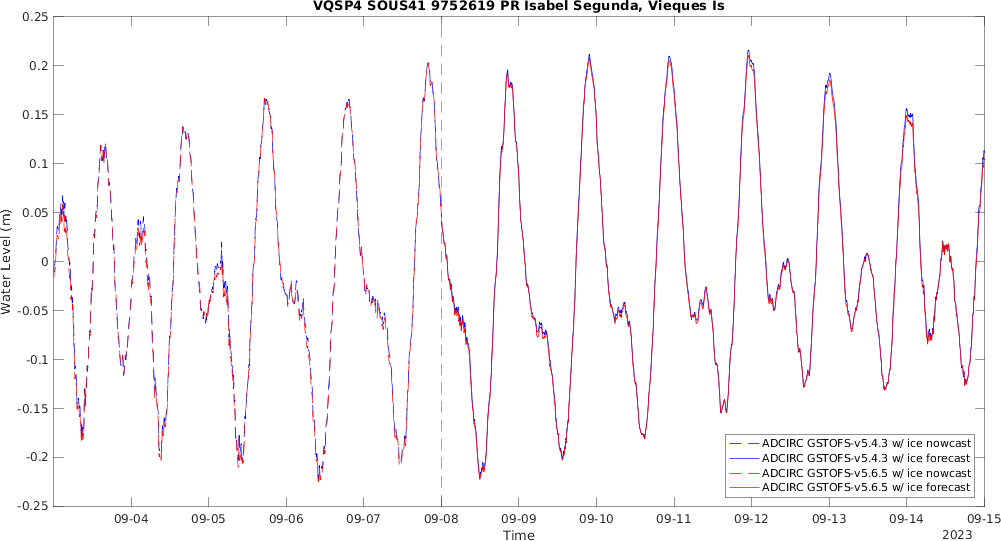 VQSP4 SOUS41 9752619 PR Isabel Segunda, Vieques Is
0.25
0.2
0.15
0.1
0.05
0
-0.05
-0.1
-0.15
-0.2
-0.25
Water Level (m)
ADCIRC GSTOFS-v5.4.3 w/ ice nowcast
ADCIRC GSTOFS-v5.4.3 w/ ice forecast
ADCIRC GSTOFS-v5.6.5 w/ ice nowcast
ADCIRC GSTOFS-v5.6.5 w/ ice forecast
09-04 09-05 09-06 09-07 09-08 09-09 09-10 09-11 09-12 09-13 09-14 09-15
Time
2023